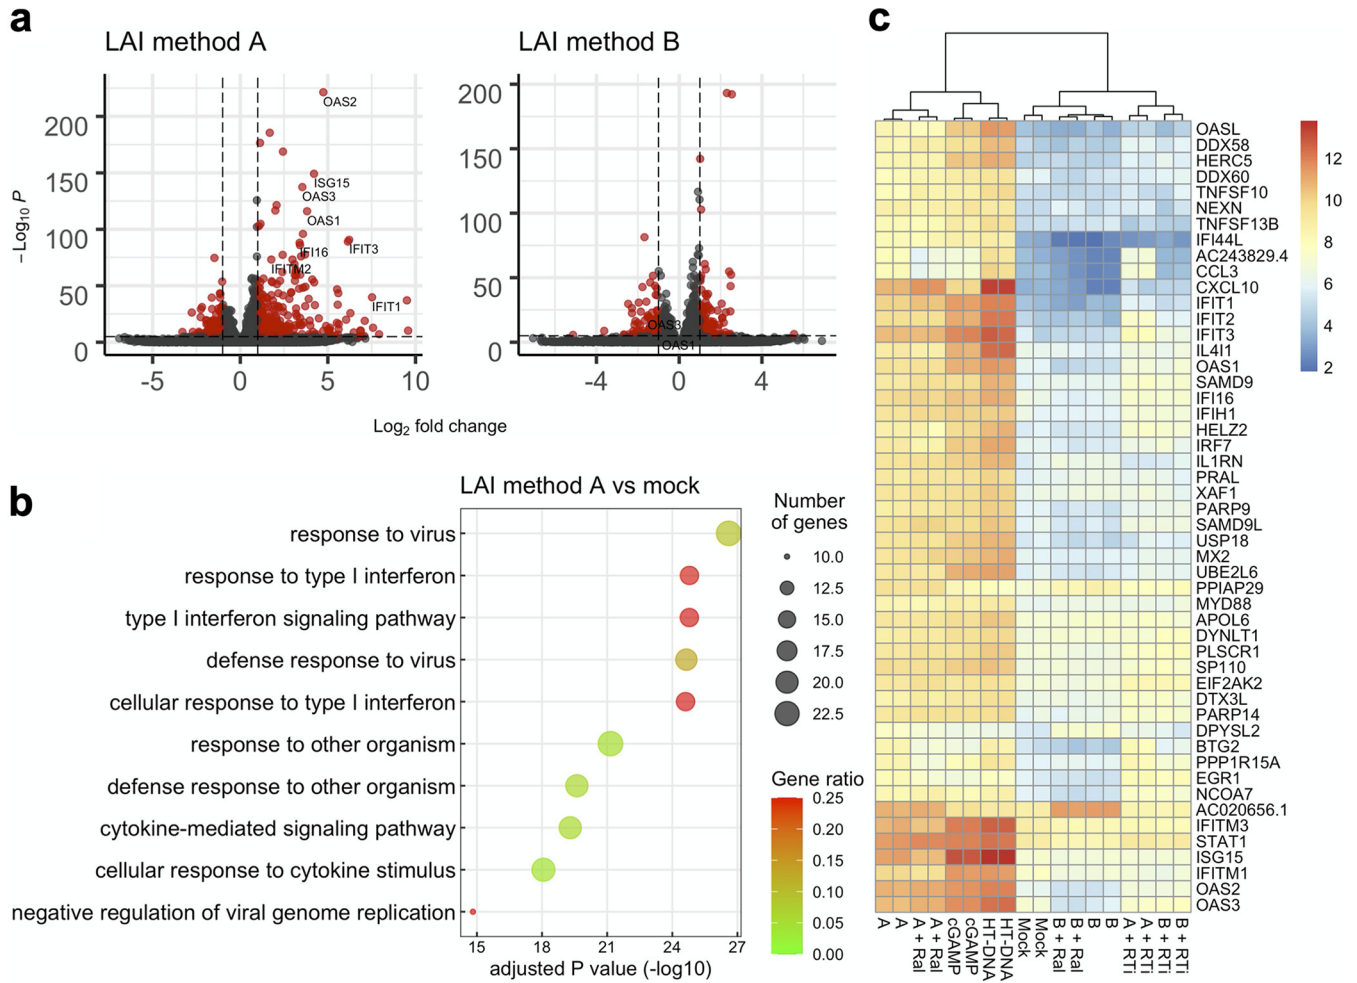 a
LAI method A
LAI method B
−Log10 P
200
150
100
50
0
-5
0
5
10
OAS2
ISG15
OAS3
OAS1
IFI16
IFIT3
IFITM2
IFIT1
200
150
100
50
0
-4
0
4
OAS3
OAS1
Log2 fold change
b
LAI method A vs mock
response to virus
response to type I interferon
type I interferon signaling pathway
defense response to virus
cellular response to type I interferon
response to other organism
defense response to other organism
cytokine-mediated signaling pathway
cellular response to cytokine stimulus
negative regulation of viral genome replication
15
18
21
24
27
adjusted P value (-log10)
Number
of genes
10.0
12.5
15.0
17.5
20.0
22.5
Gene ratio
0.25
0.20
0.15
0.10
0.05
0.00
c
OASL
DDX58
HERC5
DDX60
TNFSF10
NEXN
TNFSF13B
IFI44L
AC243829.4
CCL3
CXCL10
IFIT1
IFIT2
IFIT3
IL4I1
OAS1
SAMD9
IFI16
IFIH1
HELZ2
IRF7
IL1RN
PRAL
XAF1
PARP9
SAMD9L
USP18
MX2
UBE2L6
PPIAP29
MYD88
APOL6
DYNLT1
PLSCR1
SP110
EIF2AK2
DTX3L
PARP14
DPYSL2
BTG2
PPP1R15A
EGR1
NCOA7
AC020656.1
IFITM3
STAT1
ISG15
IFITM1
OAS2
OAS3
A
A
A + Ral
A + Ral
cGAMP
cGAMP
HT-DNA
HT-DNA
Mock
Mock
B + Ral
B + Ral
B
B
A + RTi
A + RTi
B + RTi
B + RTi
12
10
8
6
4
2